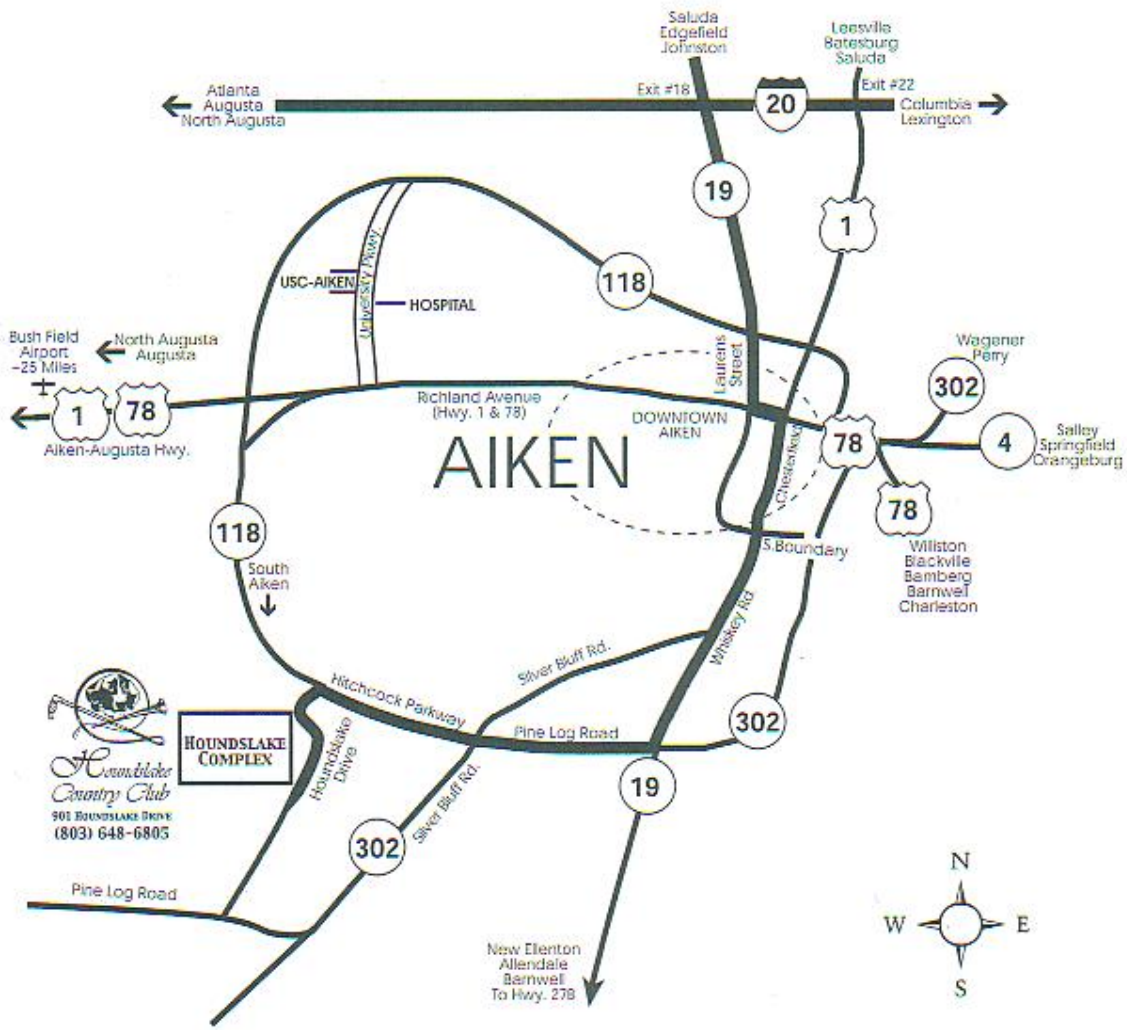 Saluda
Edgefield
Johnston
Leesville
Batesburg
Saluda
Atlanta
Augusta
North Augusta
Exit #18
20
Exit #22
Columbia
Lexington
19
1
118
University Pkwy.
USC-AIKEN
HOSPITAL
Bush Field
Airport
~25 Miles
North Augusta
Augusta
1
78
Aiken-Augusta Hwy.
Richland Avenue
(Hwy. 1 & 78)
Laurens
Street
DOWNTOWN
AIKEN
AIKEN
Chesterfield
Wagener
Perry
302
78
4
Salley
Springfield
Orangeburg
78
Williston
Blackville
Bamberg
Barnwell
Charleston
S.Boundary
118
South
Aiken
Whiskey Rd
Silver Bluff Rd.
Hitchcock Parkway
Pine Log Road
302
Houndslake
Country Club
901 HOUNDSLAKE DRIVE
(803) 648-6805
HOUNDSLAKE
COMPLEX
Houndslake
Drive
Silver Bluff Rd.
19
302
Pine Log Road
New Ellenton
Allendale
Barnwell
To Hwy. 278
N
W
E
S